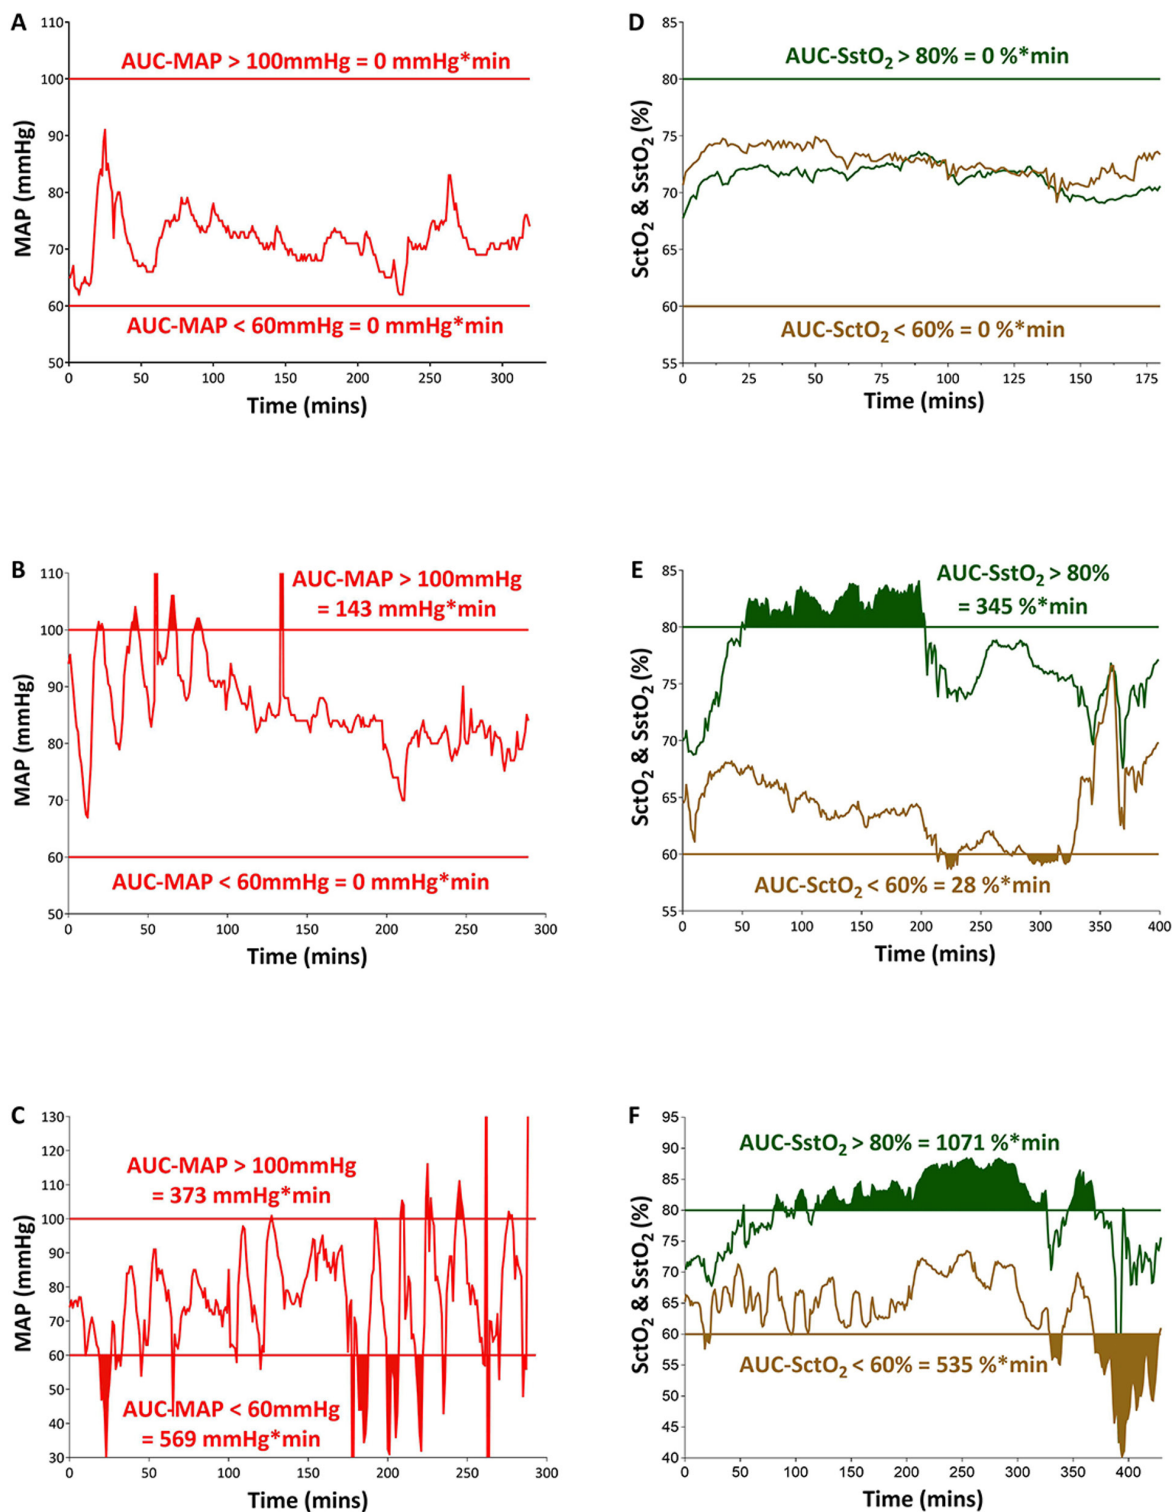 A
110
AUC-MAP > 100mmHg = 0 mmHg*min
100
90
80
70
60
AUC-MAP < 60mmHg = 0 mmHg*min
50
MAP (mmHg)
0 50 100 150 200 250 300
Time (mins)
D
85
AUC-SstO₂ > 80% = 0 %*min
80
75
70
65
60
AUC-SctO₂ < 60% = 0 %*min
55
SctO₂ & SstO₂ (%)
0 25 50 75 100 125 150 175
Time (mins)
B
110
AUC-MAP > 100mmHg
= 143 mmHg*min
100
90
80
70
60
AUC-MAP < 60mmHg = 0 mmHg*min
50
MAP (mmHg)
0 50 100 150 200 250 300
Time (mins)
E
85
AUC-SstO₂ > 80%
= 345 %*min
80
75
70
65
60
AUC-SctO₂ < 60% = 28 %*min
55
SctO₂ & SstO₂ (%)
0 50 100 150 200 250 300 350 400
Time (mins)
C
130
120
110
AUC-MAP > 100mmHg
= 373 mmHg*min
100
90
80
70
60
50
AUC-MAP < 60mmHg
40
= 569 mmHg*min
30
MAP (mmHg)
0 50 100 150 200 250 300
Time (mins)
F
95
90
AUC-SstO₂ > 80% = 1071 %*min
85
80
75
70
65
60
55
AUC-SctO₂ < 60% = 535 %*min
50
45
40
SctO₂ & SstO₂ (%)
0 50 100 150 200 250 300 350 400
Time (mins)